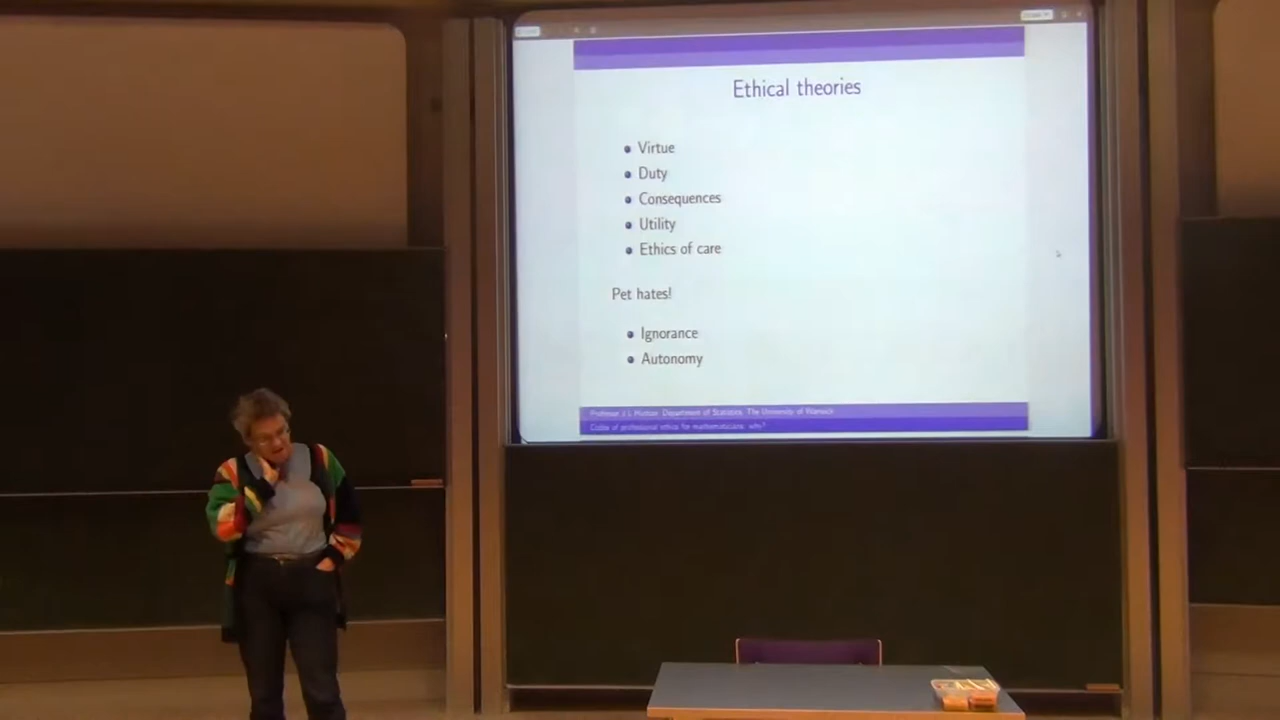 Ethical theories
Virtue
Duty
Consequences
Utility
Ethics of care
Pet hates!
Ignorance
Autonomy
Professor J L Hutton Department of Statistics, The University of Warwick
Codes of professional ethics for mathematicians: why?